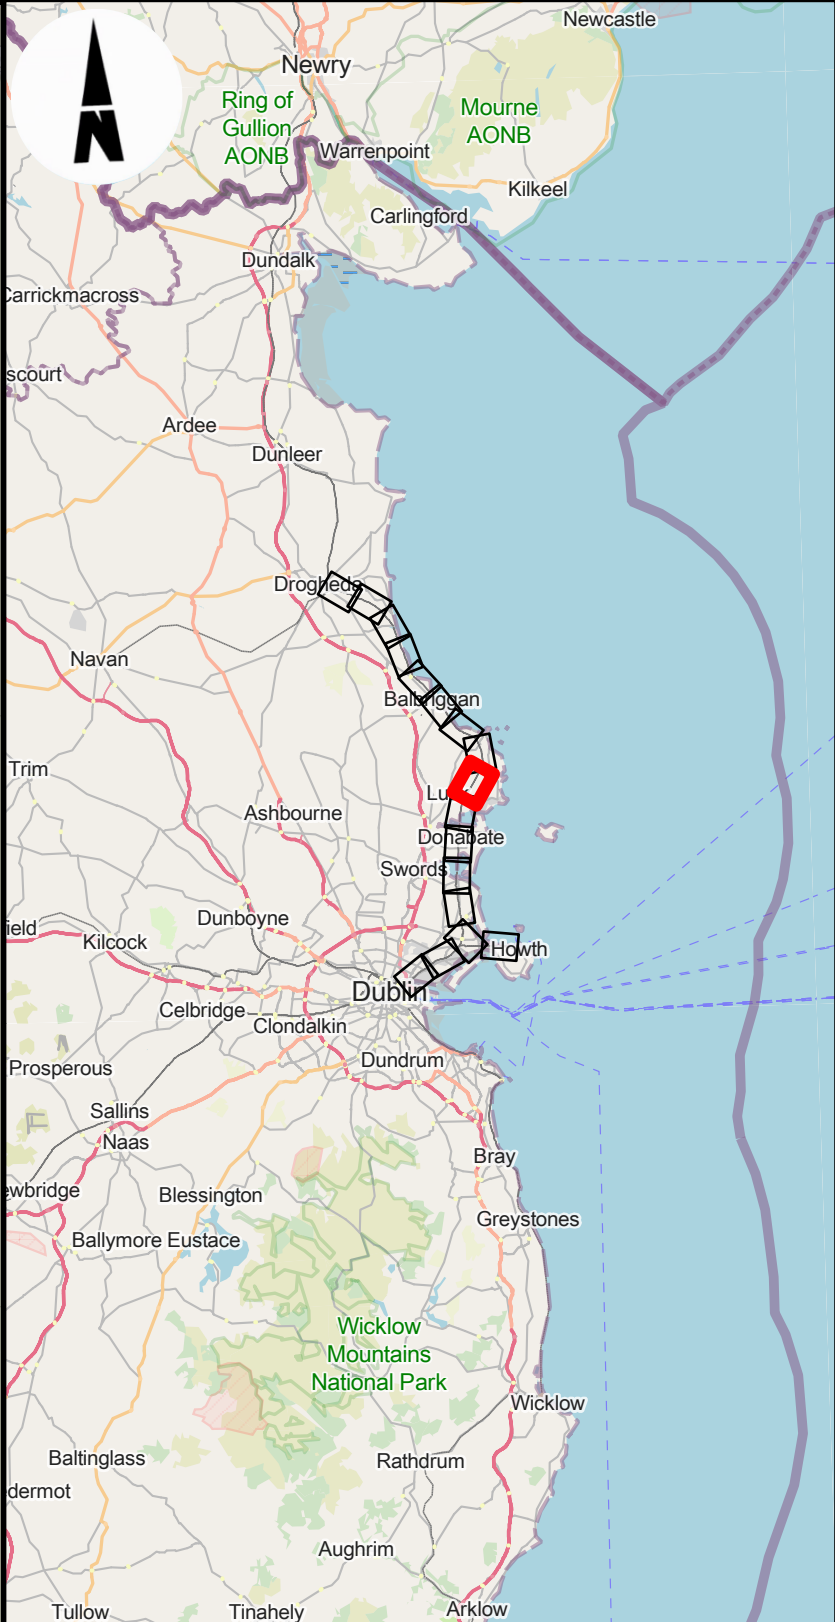 Newcastle
N
Newry
Ring of
Gullion
AONB
Mourne
AONB
Warrenpoint
Kilkeel
Carlingford
Dundalk
Carrickmacross
scourt
Ardee
Dunleer
Drogheda
Navan
Balbriggan
Trim
Lu
Ashbourne
Donabate
Swords
Dunboyne
ield
Kilcock
Howth
Dublin
Celbridge
Clondalkin
Dundrum
Prosperous
Sallins
Naas
Bray
ewbridge
Blessington
Greystones
Ballymore Eustace
Wicklow
Mountains
National Park
Wicklow
Baltinglass
Rathdrum
dermot
Aughrim
Tullow
Tinahely
Arklow